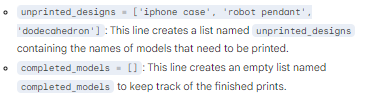 unprinted_designs = ['iphone case', 'robot pendant',
'dodecahedron'] : This line creates a list named unprinted_designs
containing the names of models that need to be printed.
completed_models = [] : This line creates an empty list named
completed_models to keep track of the finished prints.